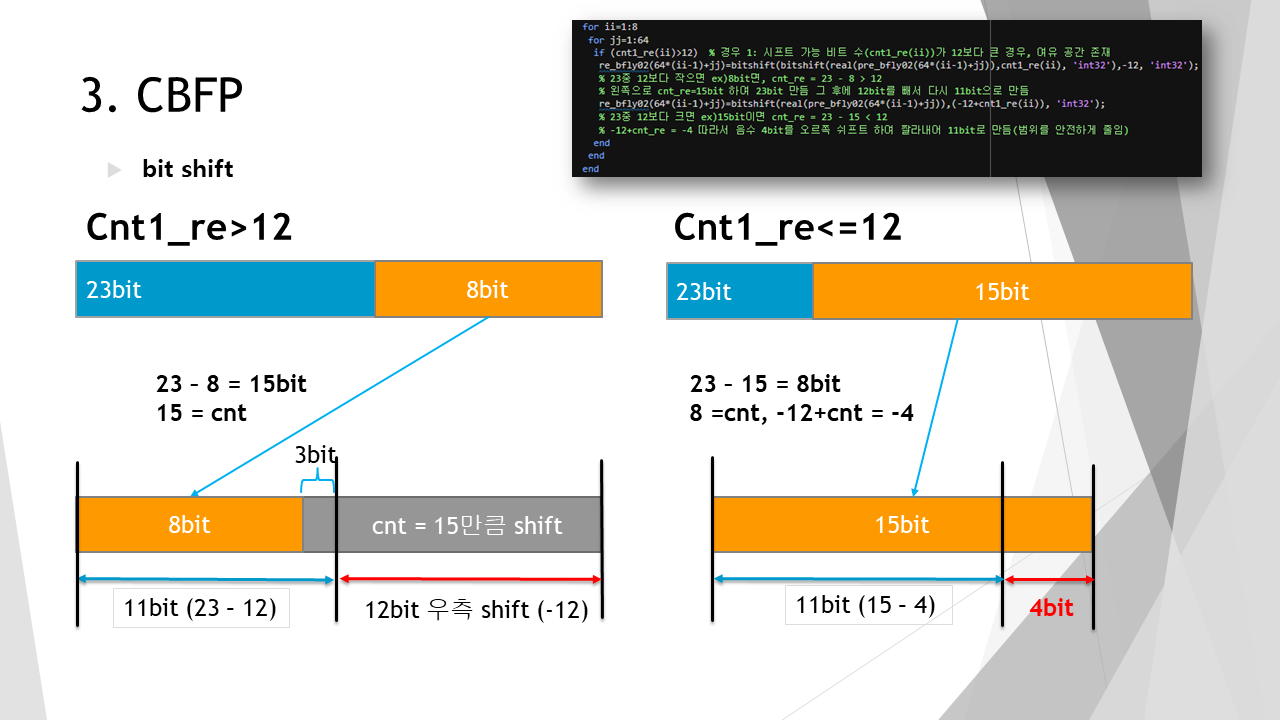 for ii=1:8
for jj=1:64
if (cnt1_re(ii)>12) % 경우 1: 시프트 가능 비트 수(cnt1_re(ii))가 12보다 큰 경우, 여유 공간 존재
re_bfly02(64*(ii-1)+jj)=bitshift(bitshift(real(pre_bfly02(64*(ii-1)+jj)),cnt1_re(ii), 'int32'),-12, 'int32');
% 23중 12보다 작으면 ex)8bit면, cnt_re = 23 - 8 > 12
% 왼쪽으로 cnt_re=15bit 하여 23bit 만듬 그 후에 12bit를 빼서 다시 11bit으로 만듬
re_bfly02(64*(ii-1)+jj)=bitshift(real(pre_bfly02(64*(ii-1)+jj)),(-12+cnt1_re(ii)), 'int32');
% 23중 12보다 크면 ex)15bit이면 cnt_re = 23 - 15 < 12
% -12+cnt_re = -4 따라서 음수 4bit를 오르쪽 쉬프트 하여 짤라내어 11bit로 만듬(범위를 안전하게 줄임)
end
end
end
3. CBFP
bit shift
Cnt1_re>12
Cnt1_re<=12
23bit 8bit
23bit 15bit
23 – 8 = 15bit
15 = cnt
23 – 15 = 8bit
8 =cnt, -12+cnt = -4
3bit
8bit
cnt = 15만큼 shift
15bit
11bit (23 – 12)
12bit 우측 shift (-12)
11bit (15 – 4)
4bit